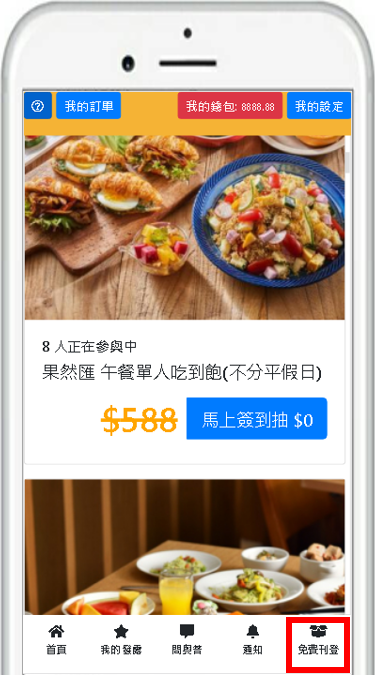 我的訂單
我的錢包: 8888.88
我的設定
8 人正在參與中
果然匯 午餐單人吃到飽(不分平假日)
$588
馬上簽到抽 $0
首頁
我的發燒
問與答
通知
免費刊登